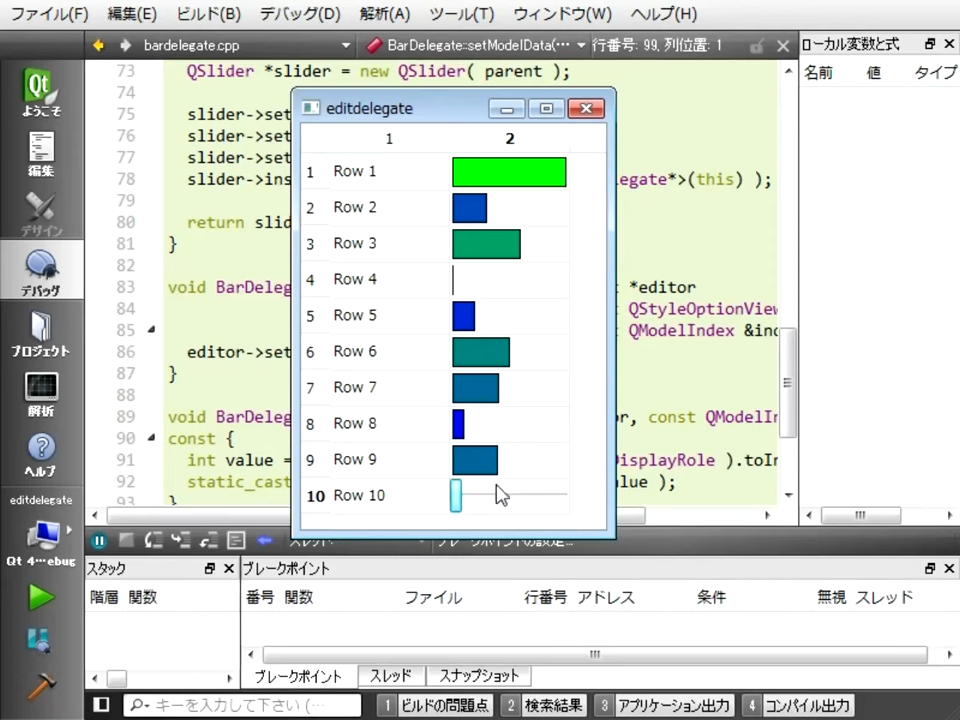 ファイル(F) 編集(E) ビルド(B) デバッグ(D) 解析(A) ツール(T) ウィンドウ(W) ヘルプ(H)
bardelegate.cpp BarDelegate::setModelData(… 行番号: 99, 列位置: 1 ローカル変数と式
名前 値 タイプ
ようこそ
編集
デザイン
デバッグ
プロジェクト
解析
ヘルプ
editdelegate
Qt 4…ebug
73 QSlider *slider = new QSlider( parent );
74
75 slider->set
76 slider->set
77 slider->set
78 slider->ins legate*>(this) );
79
80 return slid
81 }
82
83 void BarDeleg *editor
84 QStyleOptionView
85 QModelIndex &inc
86 editor->set
87 }
88
89 void BarDeleg or, const QModelIn
90 const {
91 int value = DisplayRole ).toIn
92 static_cast lue );
93 }
editdelegate
1 2
1 Row 1
2 Row 2
3 Row 3
4 Row 4
5 Row 5
6 Row 6
7 Row 7
8 Row 8
9 Row 9
10 Row 10
スタック ブレークポイント
階層 関数 番号 関数 ファイル 行番号 アドレス 条件 無視 スレッド
ブレークポイント スレッド スナップショット
キーを入力して下さい (… 1 ビルドの問題点 2 検索結果 3 アプリケーション出力 4 コンパイル出力